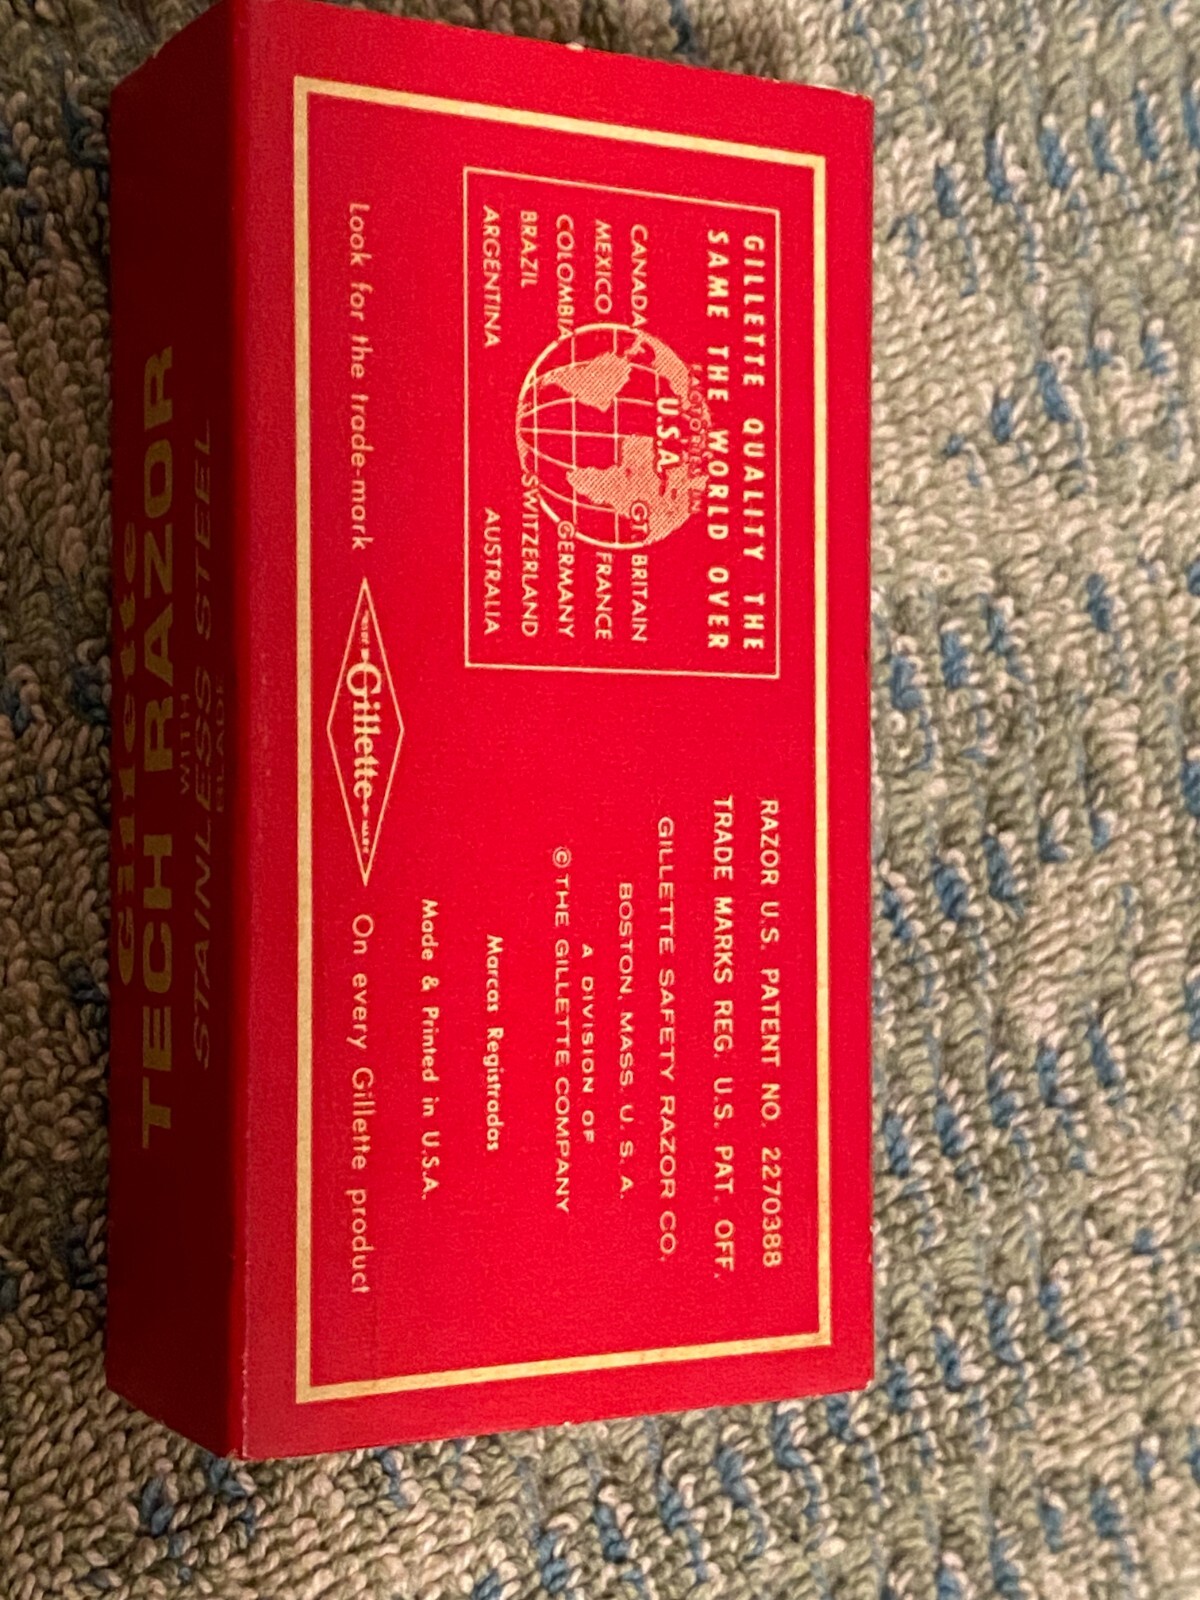 GILLETTE QUALITY THE
SAME THE WORLD OVER
FACTORIES IN
U.S.A.
CANADA
MEXICO
COLOMBIA
BRAZIL
ARGENTINA
GT. BRITAIN
FRANCE
GERMANY
SWITZERLAND
AUSTRALIA
RAZOR U.S. PATENT NO. 2270388
TRADE MARKS REG. U.S. PAT. OFF.
GILLETTE SAFETY RAZOR CO.
BOSTON, MASS. U. S. A.
A DIVISION OF
© THE GILLETTE COMPANY
Marcas Registradas
Made & Printed in U.S.A.
Look for the trade-mark Gillette On every Gillette product
Gillette
TECH RAZOR
WITH
STAINLESS STEEL
BLADE